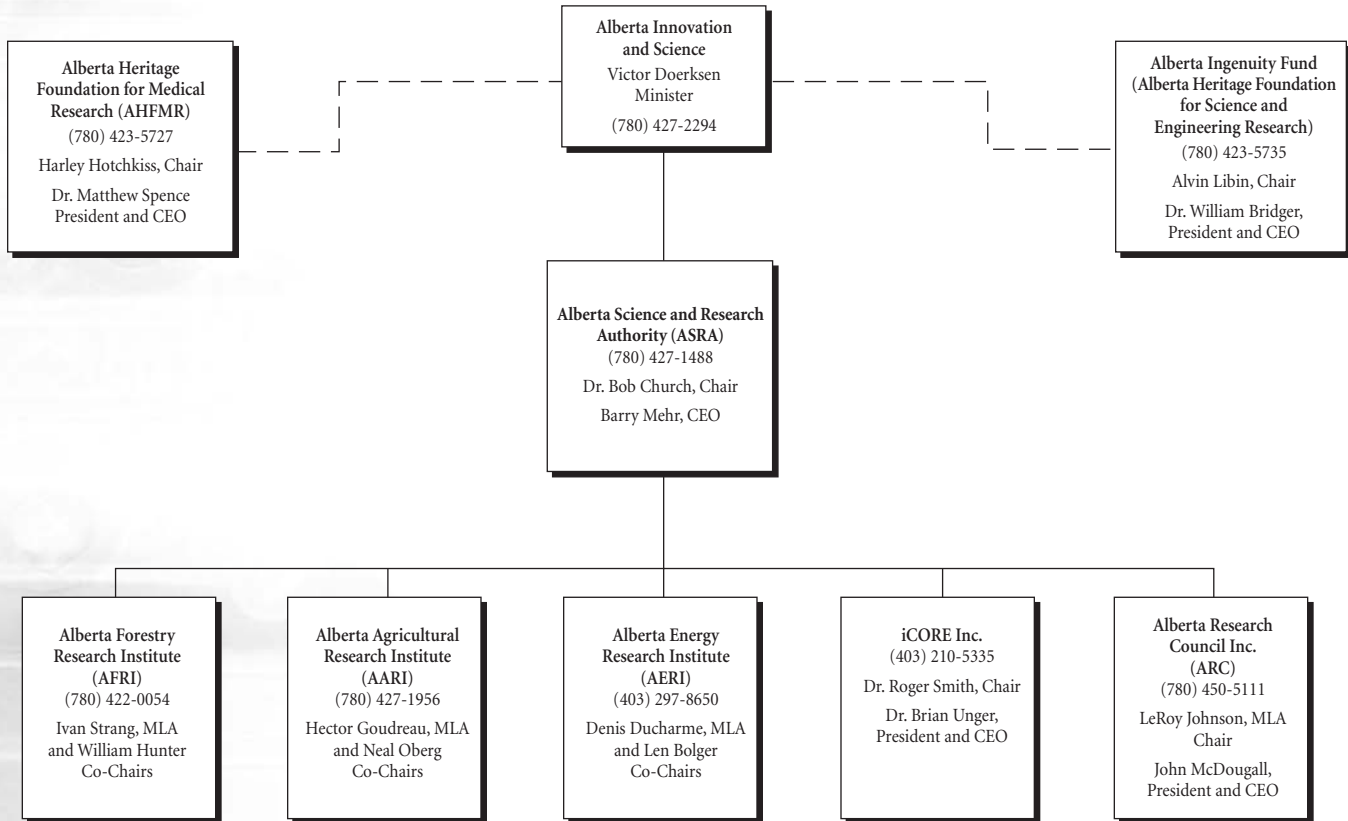 Alberta Heritage
Foundation for Medical
Research (AHFMR)
(780) 423-5727
Harley Hotchkiss, Chair
Dr. Matthew Spence
President and CEO
Alberta Innovation
and Science
Victor Doerksen
Minister
(780) 427-2294
Alberta Ingenuity Fund
(Alberta Heritage Foundation
for Science and
Engineering Research)
(780) 423-5735
Alvin Libin, Chair
Dr. William Bridger,
President and CEO
Alberta Science and Research
Authority (ASRA)
(780) 427-1488
Dr. Bob Church, Chair
Barry Mehr, CEO
Alberta Forestry
Research Institute
(AFRI)
(780) 422-0054
Ivan Strang, MLA
and William Hunter
Co-Chairs
Alberta Agricultural
Research Institute
(AARI)
(780) 427-1956
Hector Goudreau, MLA
and Neal Oberg
Co-Chairs
Alberta Energy
Research Institute
(AERI)
(403) 297-8650
Denis Ducharme, MLA
and Len Bolger
Co-Chairs
iCORE Inc.
(403) 210-5335
Dr. Roger Smith, Chair
Dr. Brian Unger,
President and CEO
Alberta Research
Council Inc.
(ARC)
(780) 450-5111
LeRoy Johnson, MLA
Chair
John McDougall,
President and CEO